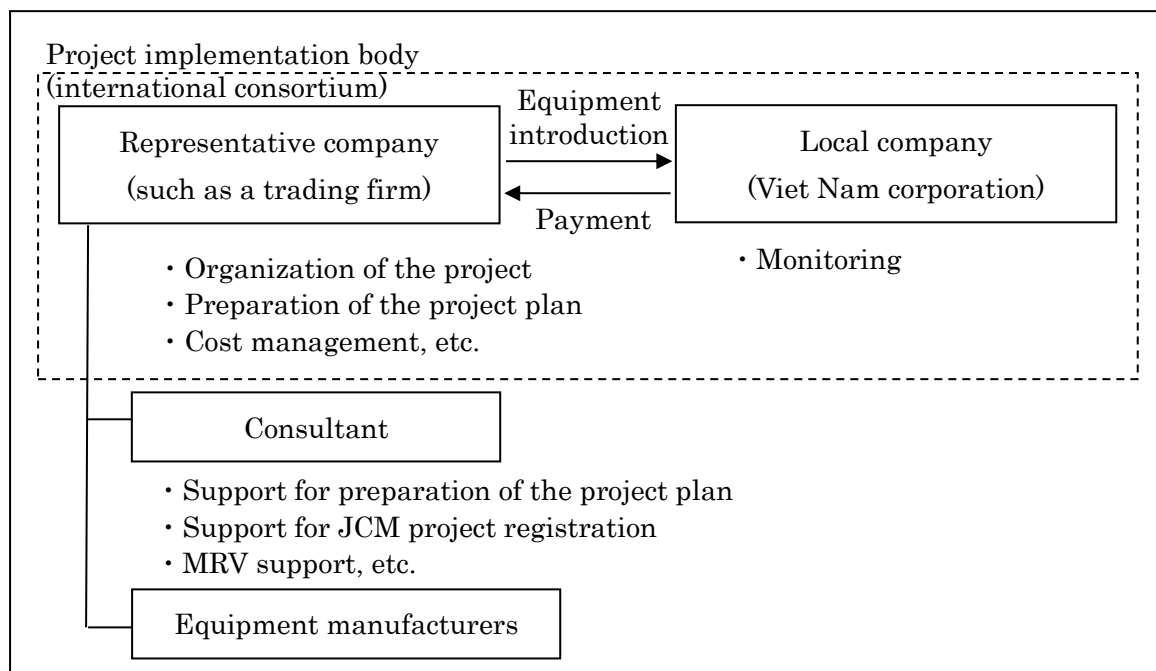 Project implementation body
(international consortium)
Representative company
(such as a trading firm)
Equipment
introduction
Payment
Local company
(Viet Nam corporation)
・Organization of the project
・Preparation of the project plan
・Cost management, etc.
・Monitoring
Consultant
・Support for preparation of the project plan
・Support for JCM project registration
・MRV support, etc.
Equipment manufacturers